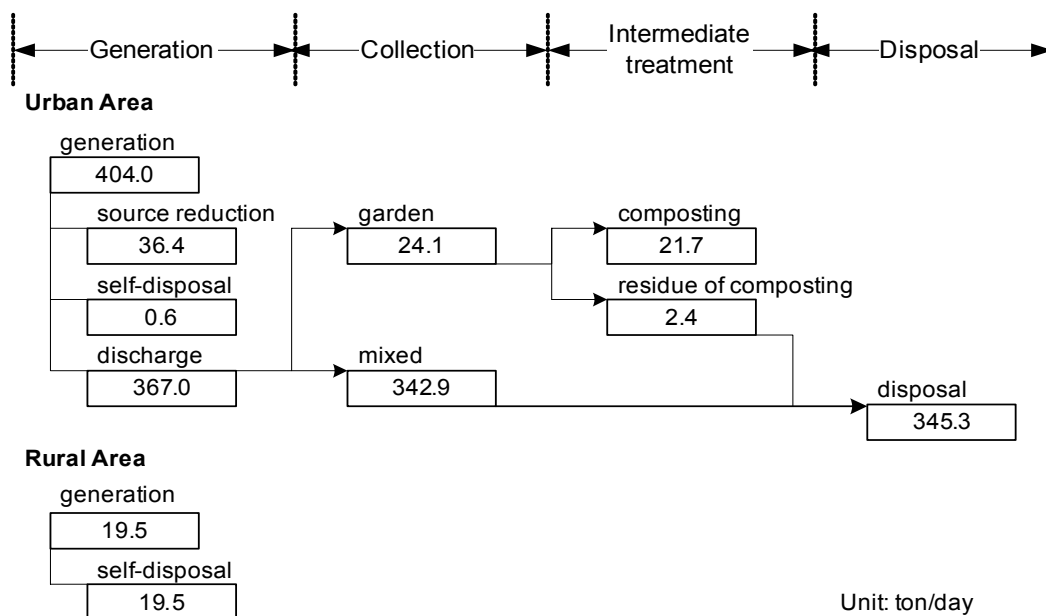 Generation
Collection
Intermediate
treatment
Disposal
Urban Area
generation
404.0
source reduction
garden
composting
36.4
24.1
21.7
self-disposal
residue of composting
0.6
2.4
discharge
mixed
367.0
342.9
disposal
345.3
Rural Area
generation
19.5
self-disposal
19.5
Unit: ton/day